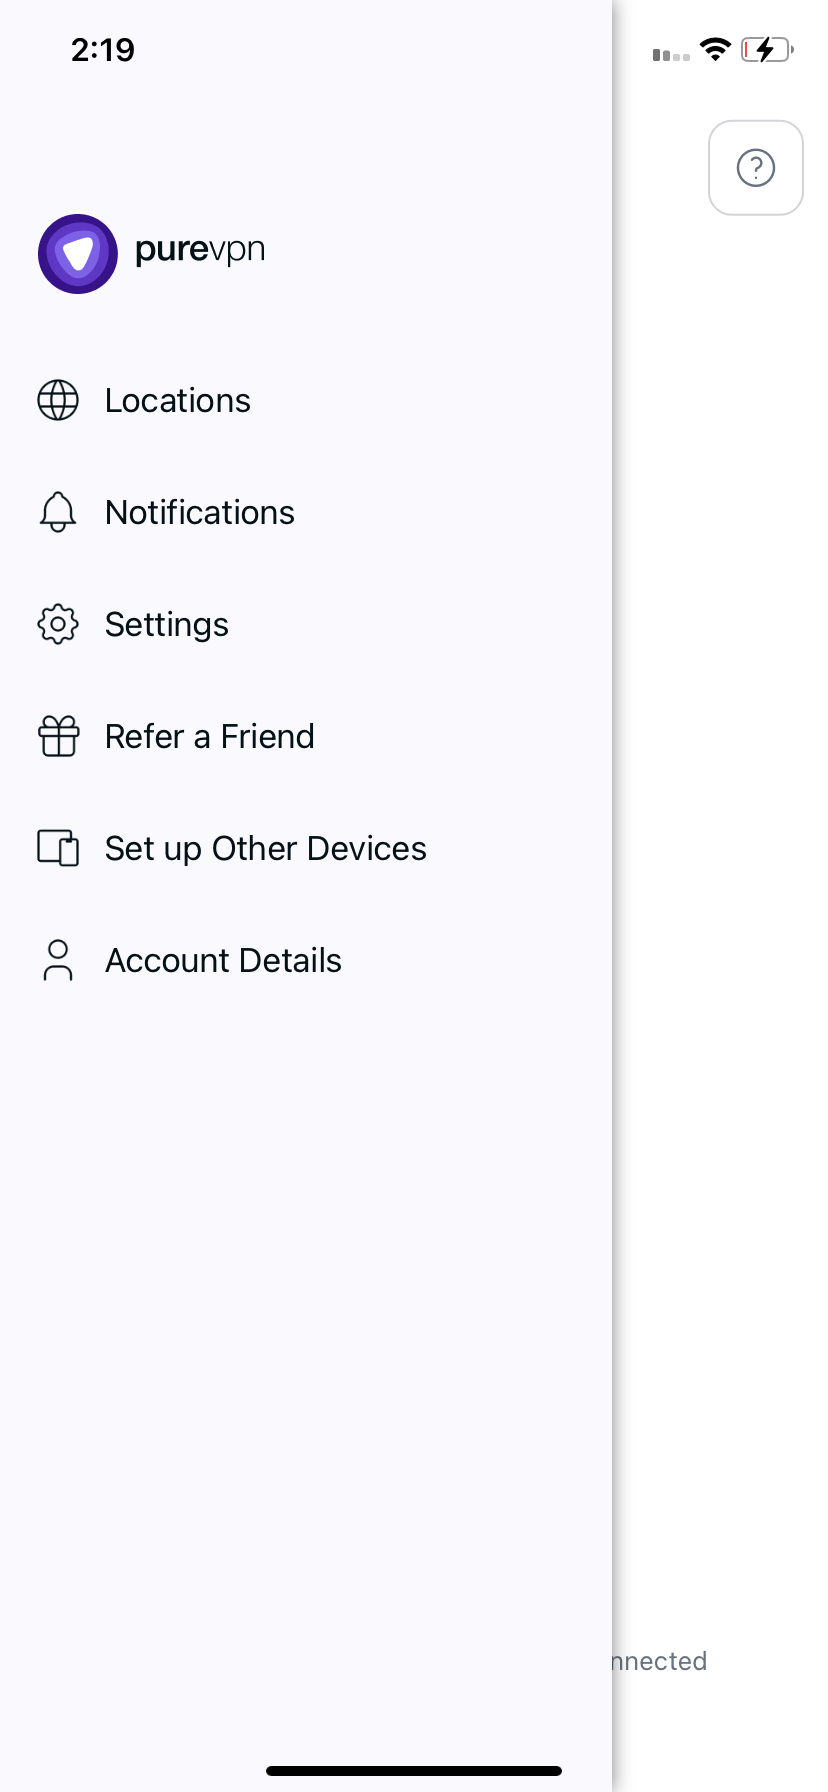 2:19
purevpn
Locations
Notifications
Settings
Refer a Friend
Set up Other Devices
Account Details
nnected